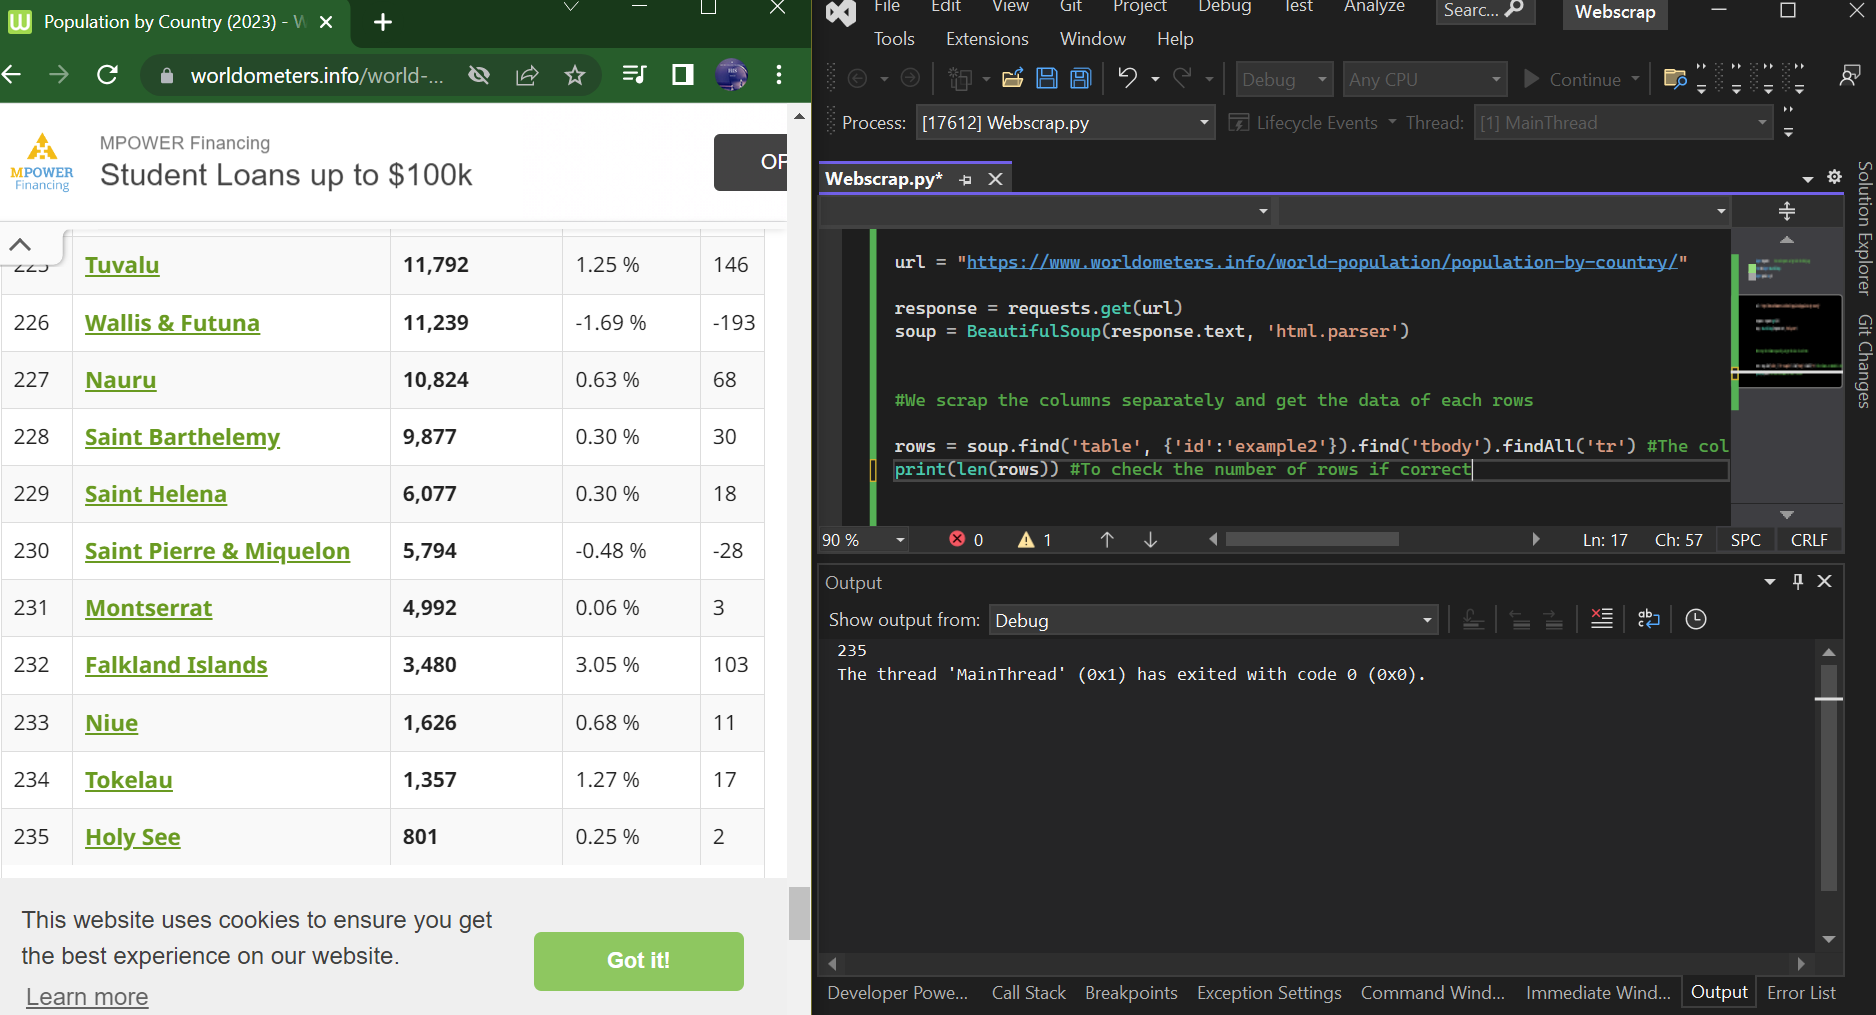 Population by Country (2023) - W
worldometers.info/world-...
MPOWER Financing
Student Loans up to $100k
MPOWER
Financing
OP
225 Tuvalu 11,792 1.25 % 146
226 Wallis & Futuna 11,239 -1.69 % -193
227 Nauru 10,824 0.63 % 68
228 Saint Barthelemy 9,877 0.30 % 30
229 Saint Helena 6,077 0.30 % 18
230 Saint Pierre & Miquelon 5,794 -0.48 % -28
231 Montserrat 4,992 0.06 % 3
232 Falkland Islands 3,480 3.05 % 103
233 Niue 1,626 0.68 % 11
234 Tokelau 1,357 1.27 % 17
235 Holy See 801 0.25 % 2
This website uses cookies to ensure you get
the best experience on our website.
Learn more
Got it!
File Edit View Git Project Debug Test Analyze Searc... Webscrap
Tools Extensions Window Help
Debug Any CPU Continue
Process: [17612] Webscrap.py Lifecycle Events Thread: [1] MainThread
Webscrap.py*
url = "https://www.worldometers.info/world-population/population-by-country/"
response = requests.get(url)
soup = BeautifulSoup(response.text, 'html.parser')
#We scrap the columns separately and get the data of each rows
rows = soup.find('table', {'id':'example2'}).find('tbody').findAll('tr') #The col
print(len(rows)) #To check the number of rows if correct
90 % 0 1 Ln: 17 Ch: 57 SPC CRLF
Output
Show output from: Debug
235
The thread 'MainThread' (0x1) has exited with code 0 (0x0).
Developer Powe... Call Stack Breakpoints Exception Settings Command Wind... Immediate Wind... Output Error List
Solution Explorer
Git Changes